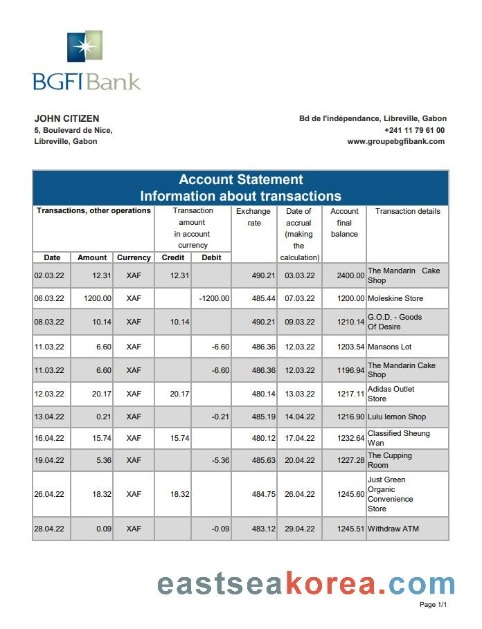 BGFIBank
JOHN CITIZEN
5, Boulevard de Nice,
Libreville, Gabon
Bd de l'indépendance, Libreville, Gabon
+241 11 79 61 00
www.groupebgfibank.com
Account Statement
Information about transactions
Transactions, other operations Transaction amount in account currency Exchange rate Date of accrual (making the calculation) Account final balance Transaction details
Date Amount Currency Credit Debit
02.03.22 12.31 XAF 12.31 490.21 03.03.22 2400.00 The Mandarin Cake Shop
06.03.22 1200.00 XAF -1200.00 485.44 07.03.22 1200.00 Moleskine Store
08.03.22 10.14 XAF 10.14 490.21 09.03.22 1210.14 G.O.D. - Goods Of Desire
11.03.22 6.60 XAF -6.60 486.36 12.03.22 1203.54 Mansons Lot
11.03.22 6.60 XAF -6.60 486.36 12.03.22 1196.94 The Mandarin Cake Shop
12.03.22 20.17 XAF 20.17 480.14 13.03.22 1217.11 Adidas Outlet Store
13.04.22 0.21 XAF -0.21 485.19 14.04.22 1216.90 Lulu lemon Shop
16.04.22 15.74 XAF 15.74 480.12 17.04.22 1232.64 Classified Sheung Wan
19.04.22 5.36 XAF -5.36 485.63 20.04.22 1227.28 The Cupping Room
26.04.22 18.32 XAF 18.32 484.75 26.04.22 1245.60 Just Green Organic Convenience Store
28.04.22 0.09 XAF -0.09 483.12 29.04.22 1245.51 Withdraw ATM
eastseakorea.com
Page 1/1